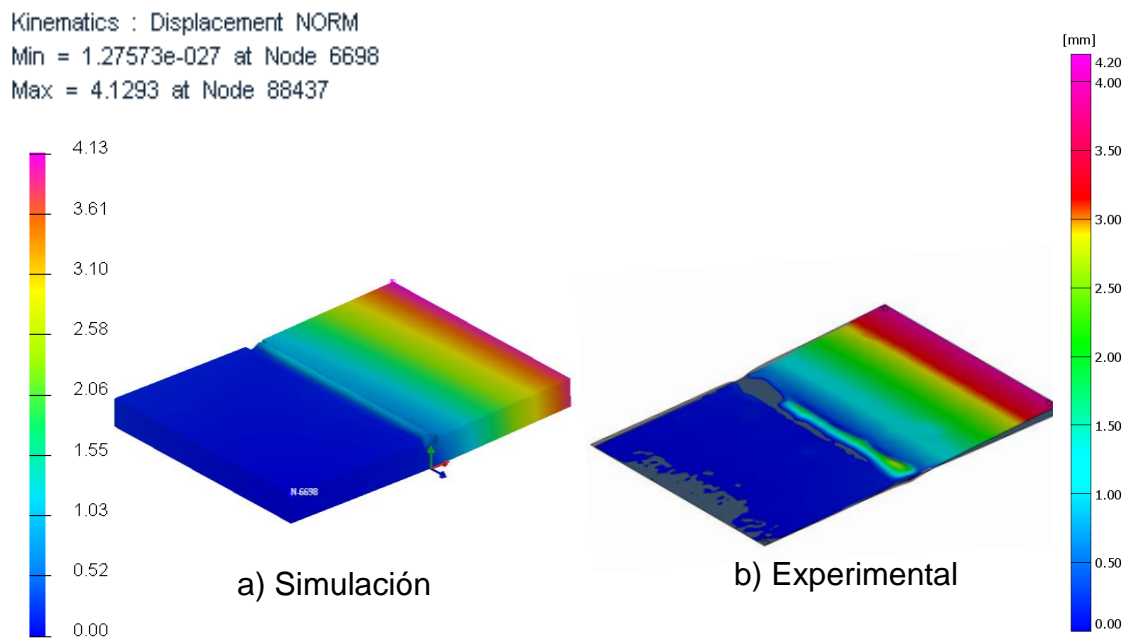 Kinematics : Displacement NORM
Min = 1.27573e-027 at Node 6698
Max = 4.1293 at Node 88437
4.13
3.61
3.10
2.58
2.06
1.55
1.03
0.52
0.00
N-6698
a) Simulación
b) Experimental
[mm]
4.20
4.00
3.50
3.00
2.50
2.00
1.50
1.00
0.50
0.00